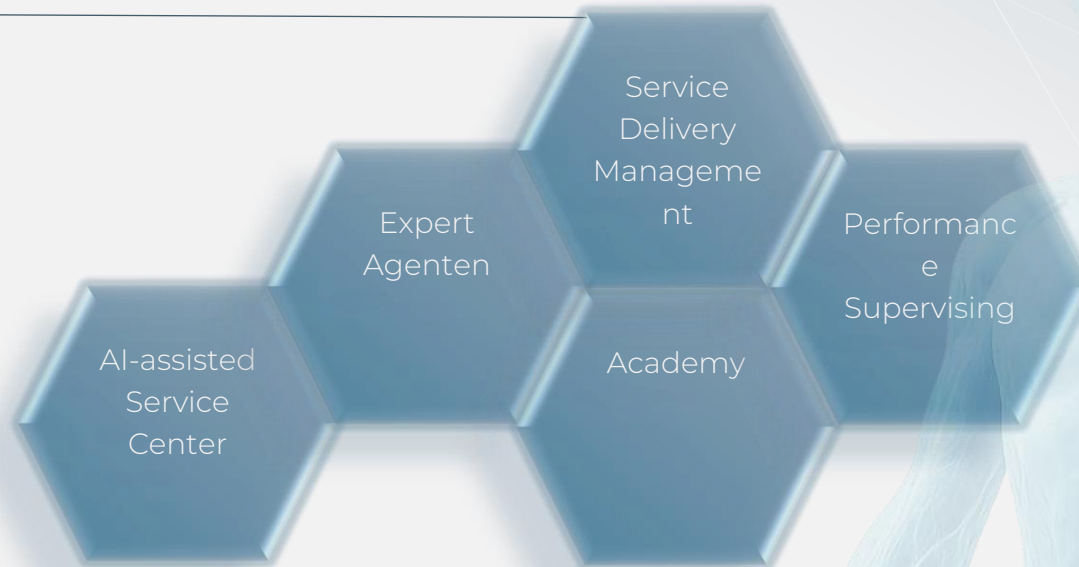 AI-assisted
Service
Center
Expert
Agenten
Service
Delivery
Manageme
nt
Academy
Performanc
e
Supervising